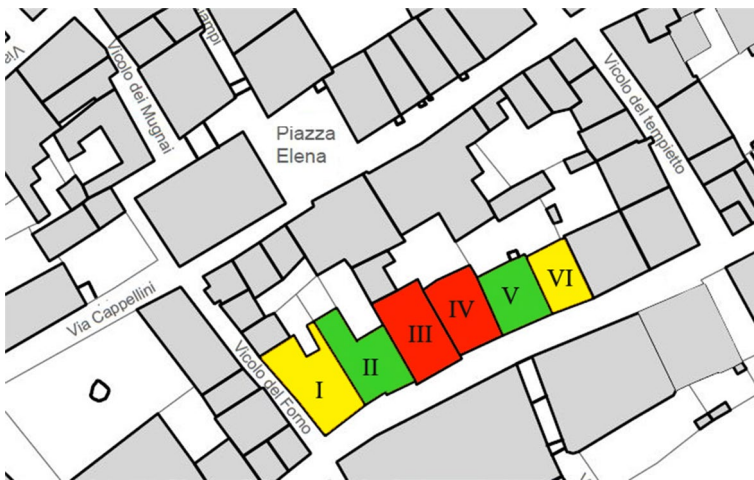 Vicolo dei Mugnai
Piazza
Elena
Vicolo del tempietto
Via Cappellini
Vicolo del Forno
I
II
III
IV
V
VI